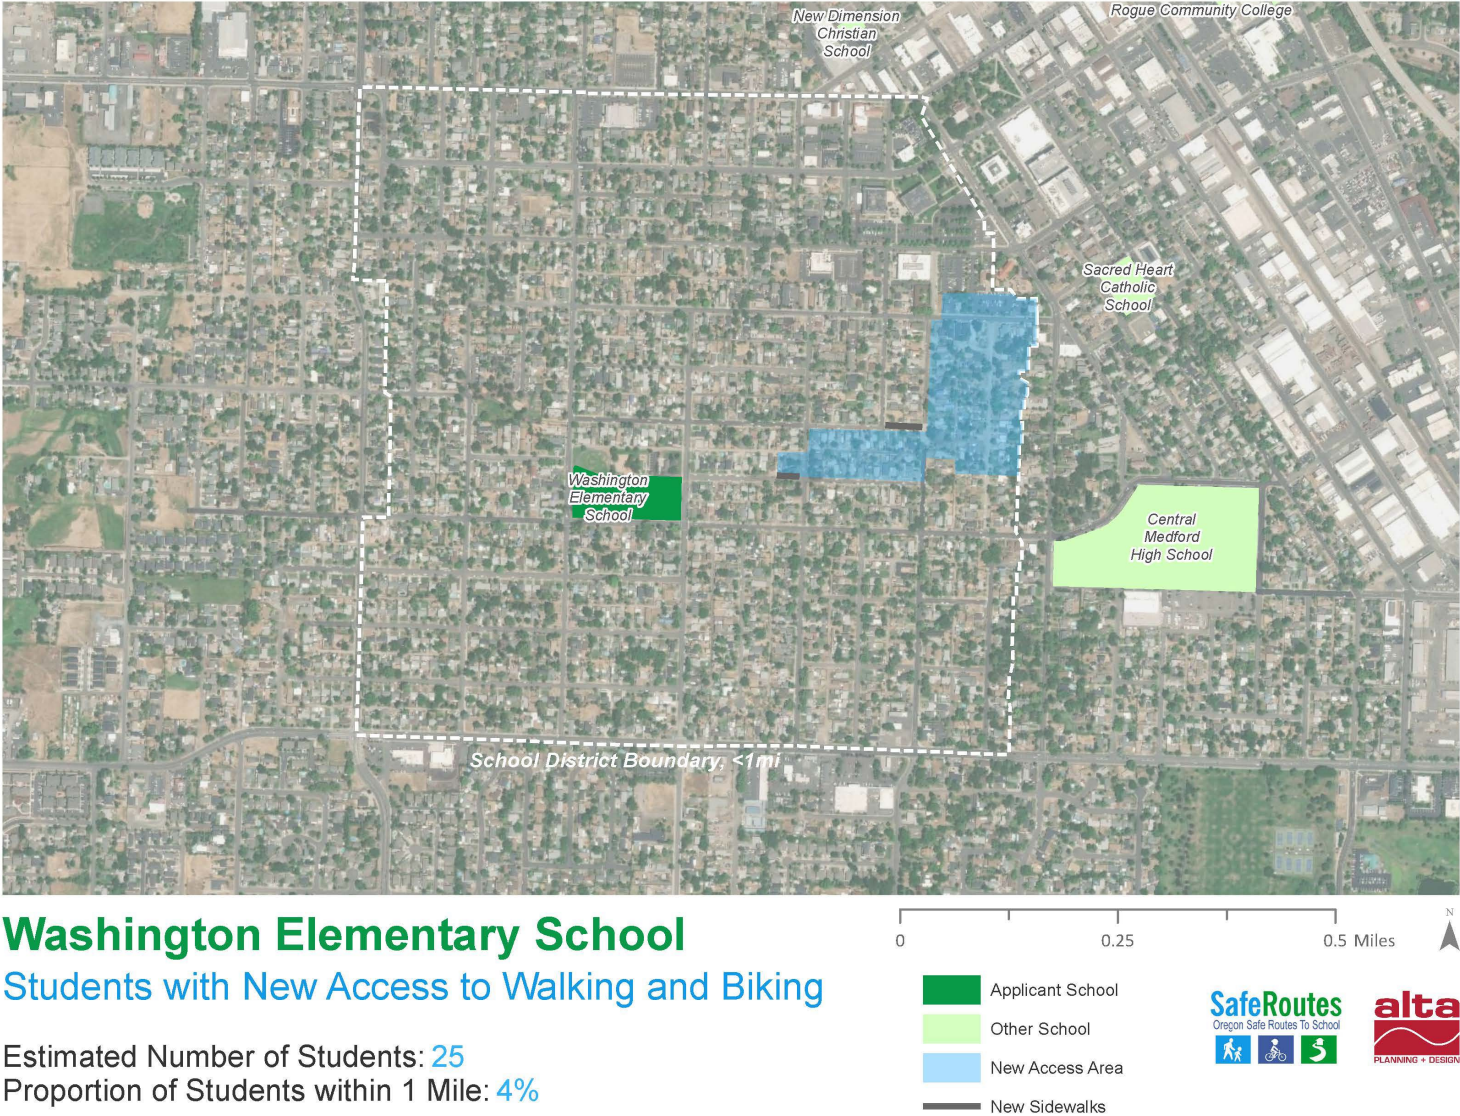 New Dimension
Christian
School
Rogue Community College
Sacred Heart
Catholic
School
Washington
Elementary
School
Central
Medford
High School
School District Boundary, <1mi
Washington Elementary School
Students with New Access to Walking and Biking
Estimated Number of Students: 25
Proportion of Students within 1 Mile: 4%
0
0.25
0.5 Miles
N
Applicant School
Other School
New Access Area
New Sidewalks
SafeRoutes
Oregon Safe Routes To School
alta
PLANNING + DESIGN